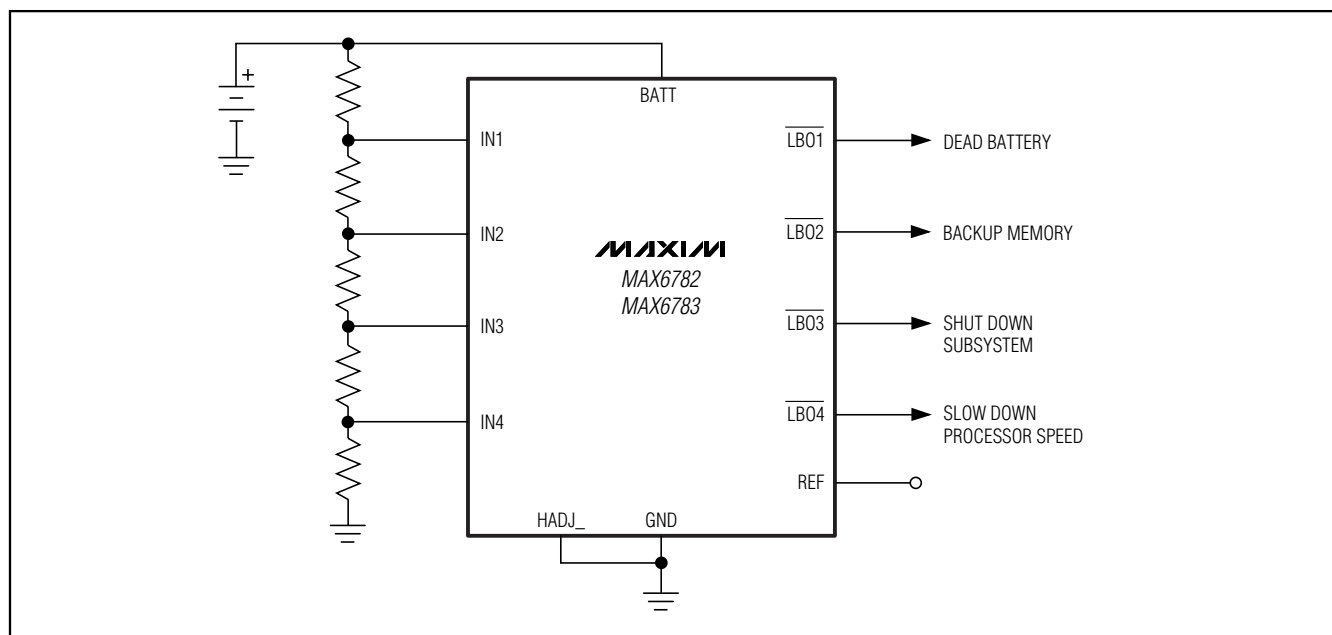 +
BATT
IN1
LBO1
DEAD BATTERY
IN2
LBO2
BACKUP MEMORY
MAXIM
MAX6782
MAX6783
IN3
LBO3
SHUT DOWN
SUBSYSTEM
IN4
LBO4
SLOW DOWN
PROCESSOR SPEED
REF
HADJ_
GND